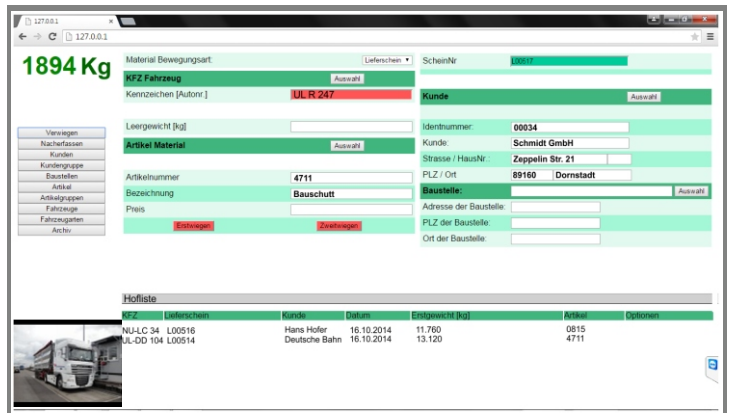 127.0.0.1
127.0.0.1
1894 Kg
Material Bewegungsart: Lieferschein
ScheinNr L00517
KFZ Fahrzeug Auswahl
Kennzeichen [Autonr.] UL R 247
Kunde Auswahl
Leergewicht [kg]
Identnummer: 00034
Artikel Material Auswahl
Kunde: Schmidt GmbH
Strasse / HausNr.: Zeppelin Str. 21
Artikelnummer 4711
PLZ / Ort 89160 Dornstadt
Bezeichnung Bauschutt
Baustelle: Auswahl
Preis
Adresse der Baustelle:
Erstwiegen Zweitwiegen
PLZ der Baustelle:
Ort der Baustelle:
Verwiegen
Nacherfassen
Kunden
Kundengruppe
Baustellen
Artikel
Artikelgruppen
Fahrzeuge
Fahrzeugarten
Archiv
Hofliste
KFZ Lieferschein Kunde Datum Erstgewicht [kg] Artikel Optionen
NU-LC 34 L00516 Hans Hofer 16.10.2014 11.760 0815
UL-DD 104 L00514 Deutsche Bahn 16.10.2014 13.120 4711